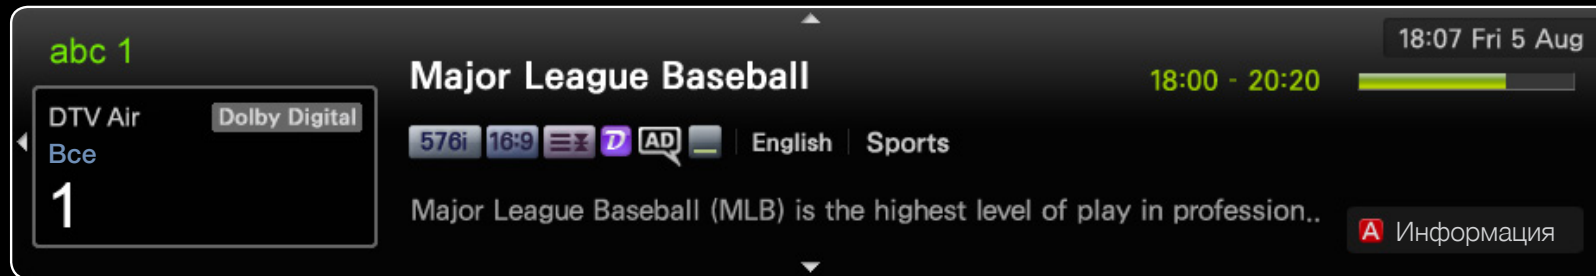 abc 1
DTV Air Dolby Digital
Все
1
Major League Baseball
18:00 - 20:20
18:07 Fri 5 Aug
576i 16:9 D AD English Sports
Major League Baseball (MLB) is the highest level of play in profession..
A Информация